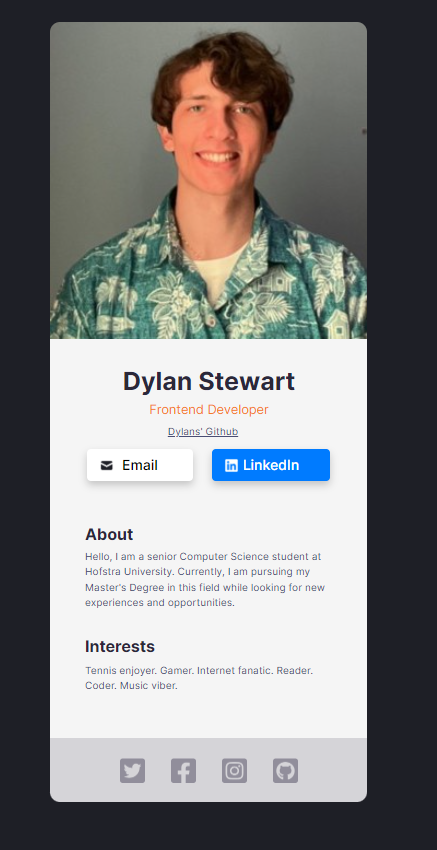 Dylan Stewart
Frontend Developer
Dylans' Github
Email
LinkedIn
About
Hello, I am a senior Computer Science student at
Hofstra University. Currently, I am pursuing my
Master's Degree in this field while looking for new
experiences and opportunities.
Interests
Tennis enjoyer. Gamer. Internet fanatic. Reader.
Coder. Music viber.